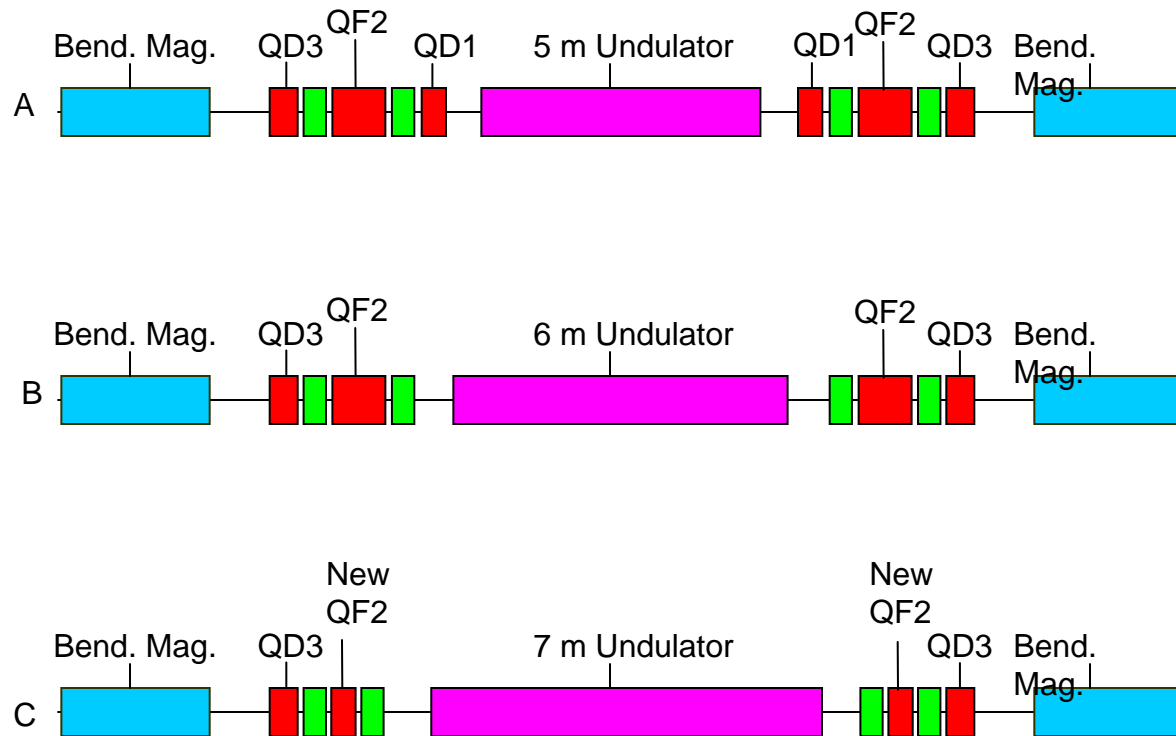 QF2
Bend. Mag. QD3 QD1 5 m Undulator QD1 QF2 QD3 Bend.
Mag.
A
QF2 QF2
Bend. Mag. QD3 6 m Undulator QD3 Bend.
Mag.
B
New New
QF2 QF2
Bend. Mag. QD3 7 m Undulator QD3 Bend.
Mag.
C